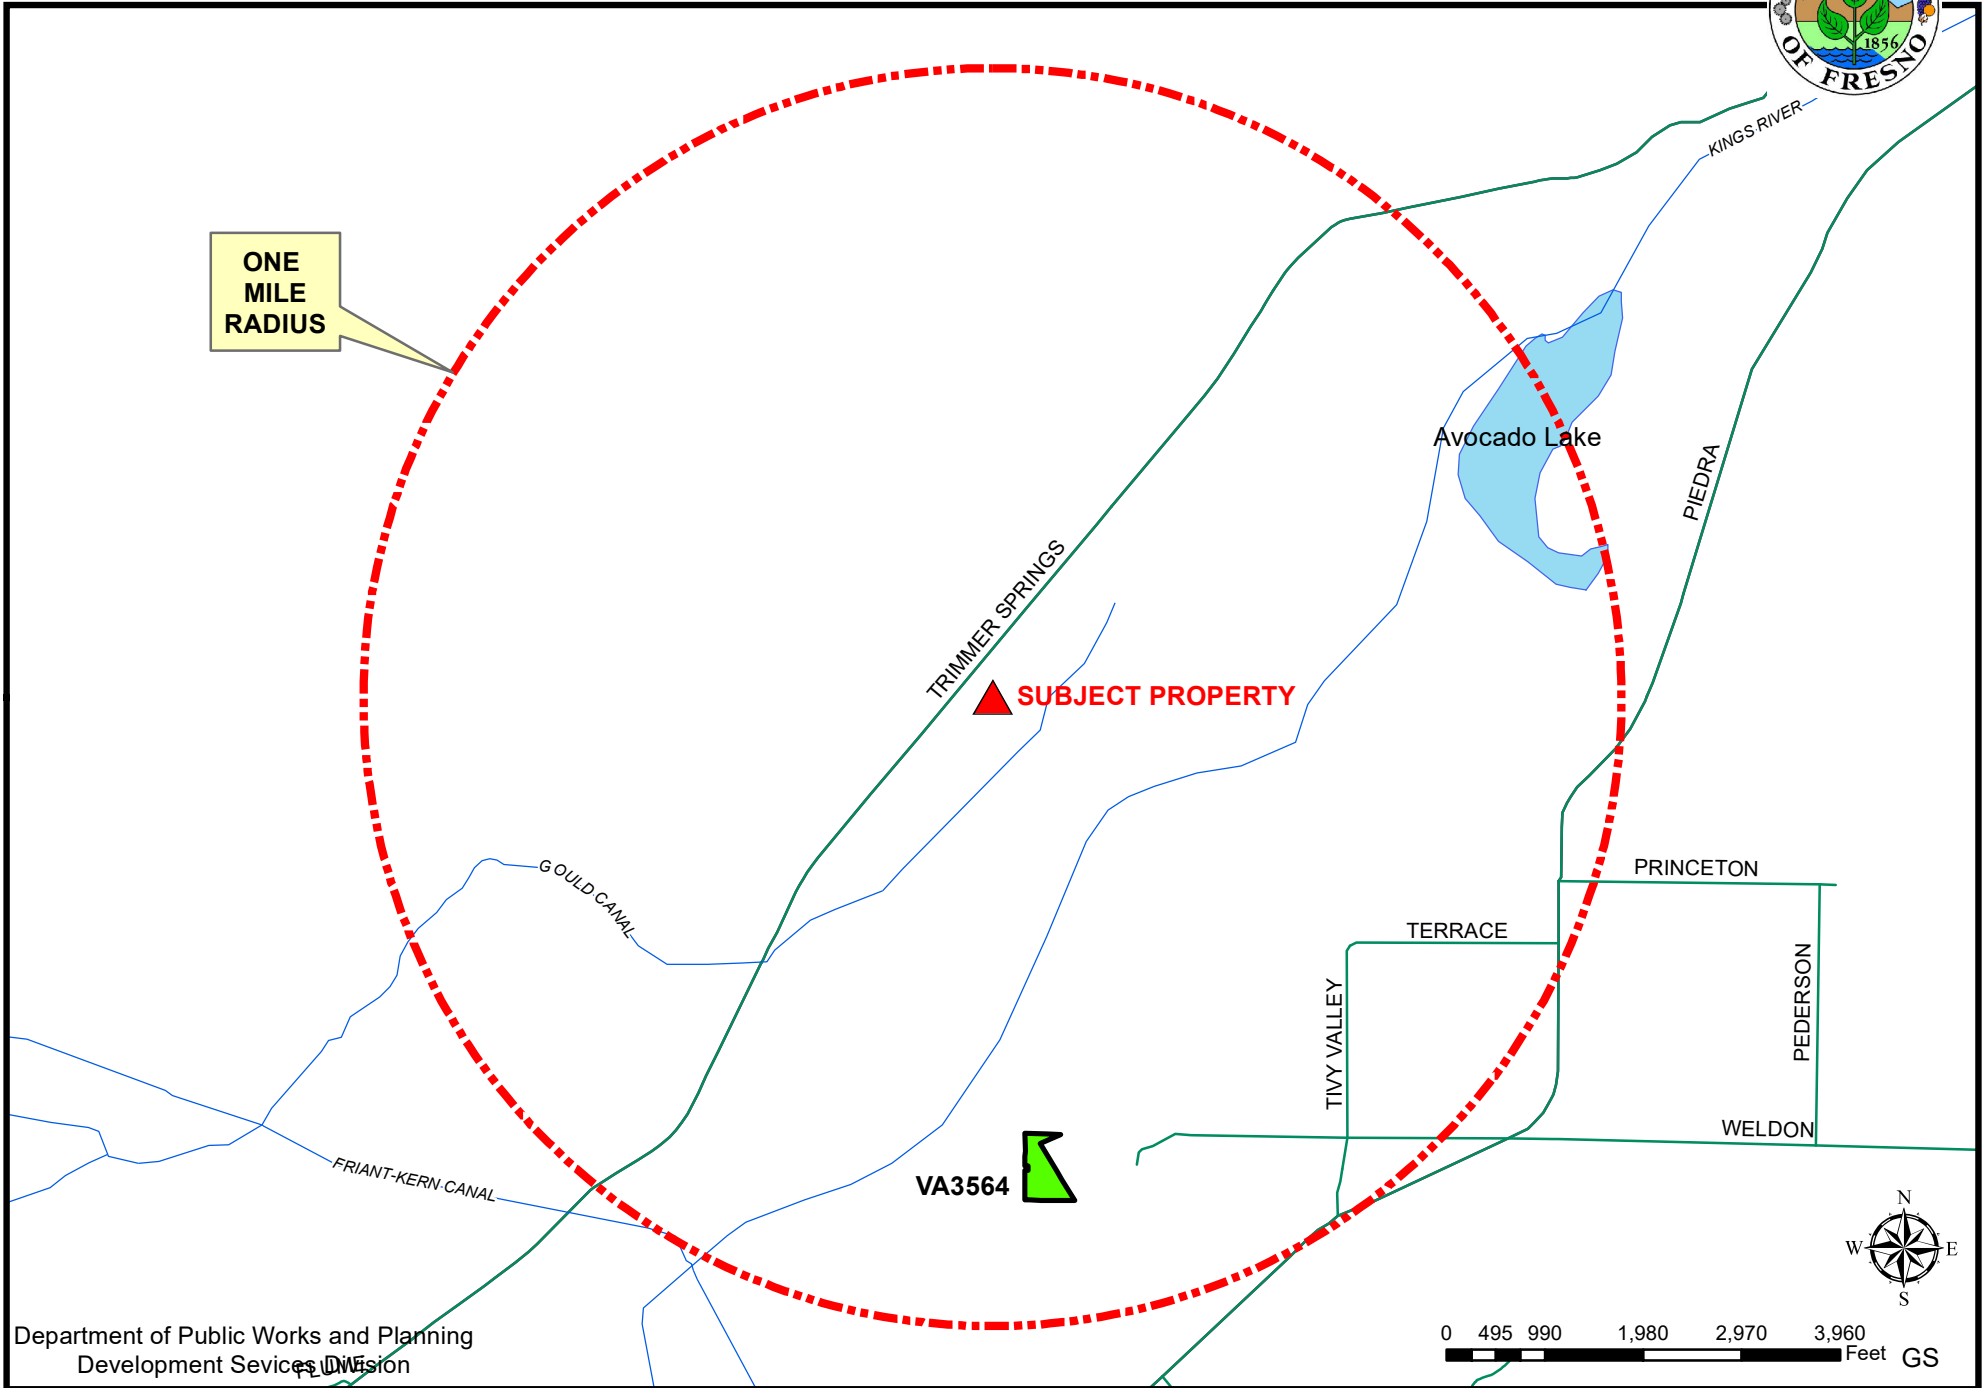 1856
OF FRESNO
KINGS RIVER
ONE
MILE
RADIUS
Avocado Lake
PIEDRA
TRIMMER SPRINGS
SUBJECT PROPERTY
GOULD CANAL
PRINCETON
TERRACE
PEDERSON
TIVY VALLEY
WELDON
FRIANT-KERN CANAL
VA3564
N
W E
S
Department of Public Works and Planning
Development Sevices Division
FLUME
0 495 990 1,980 2,970 3,960
Feet GS